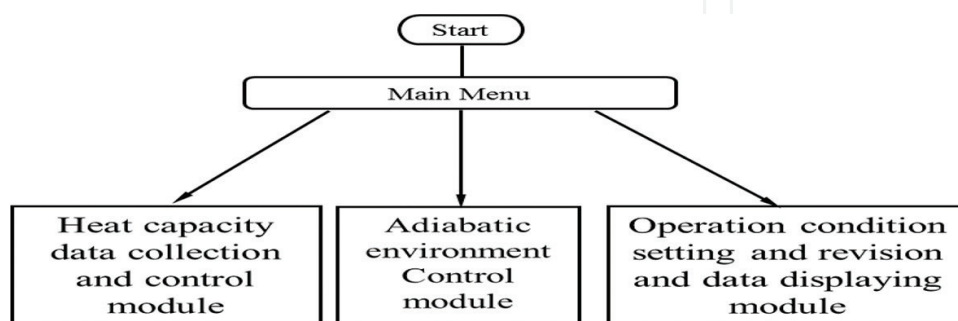 Start
Main Menu
Heat capacity
data collection
and control
module
Adiabatic
environment
Control
module
Operation condition
setting and revision
and data displaying
module